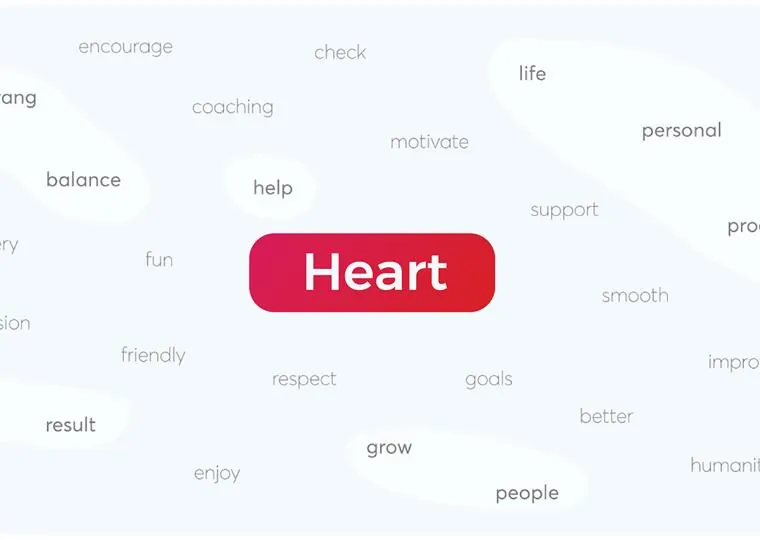 encourage
check
life
coaching
personal
motivate
balance
help
support
fun
Heart
smooth
friendly
respect
goals
better
result
grow
enjoy
people